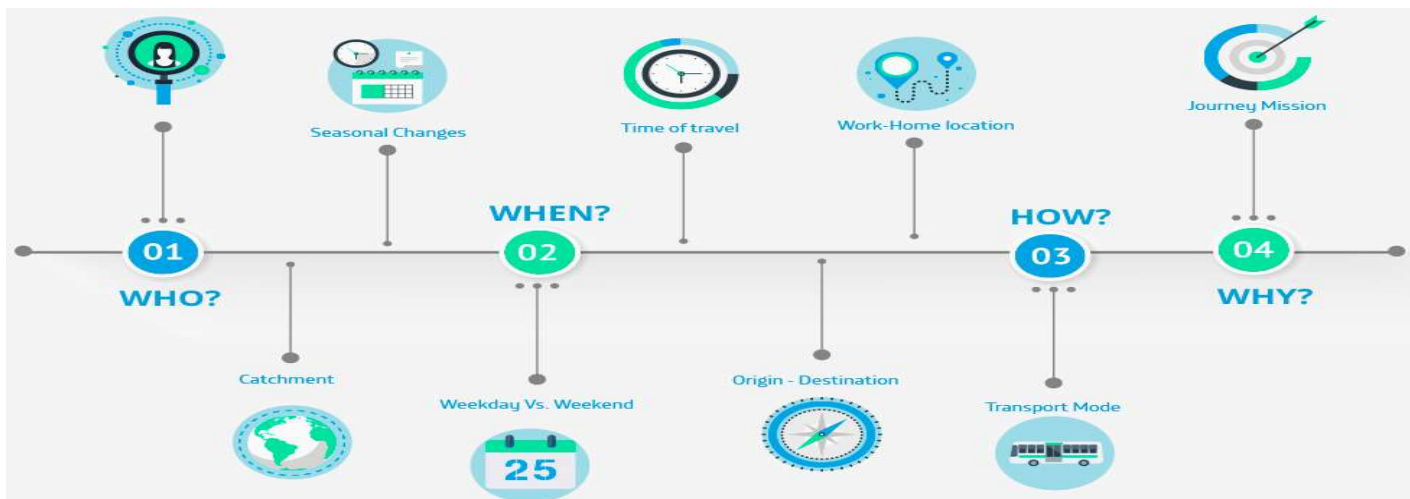 Seasonal Changes
Time of travel
Work-Home location
Journey Mission
WHEN?
HOW?
01
02
03
04
WHO?
WHY?
Catchment
Weekday Vs. Weekend
Origin - Destination
Transport Mode
25